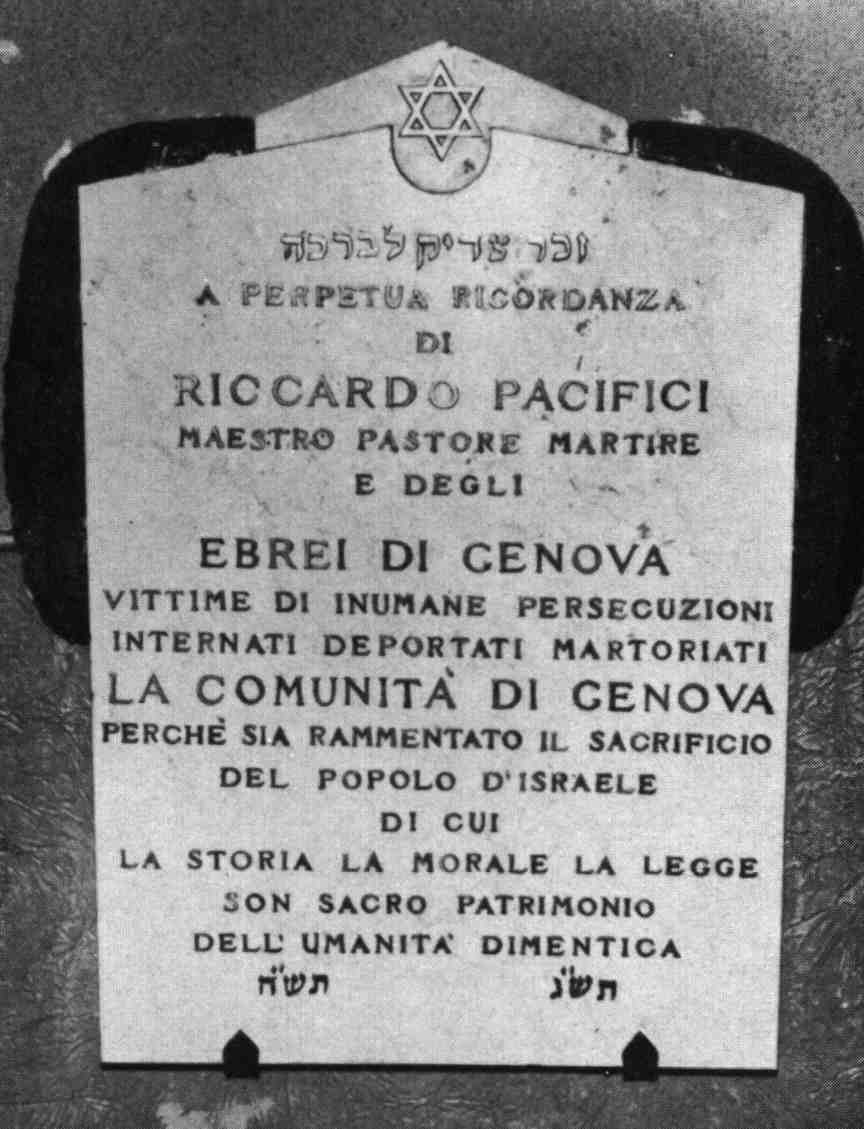 זכר צדיק לברכה
A PERPETUA RICORDANZA
DI
RICCARDO PACIFICI
MAESTRO PASTORE MARTIRE
E DEGLI
EBREI DI GENOVA
VITTIME DI INUMANE PERSECUZIONI
INTERNATI DEPORTATI MARTORIATI
LA COMUNITÀ DI GENOVA
PERCHÈ SIA RAMMENTATO IL SACRIFICIO
DEL POPOLO D'ISRAELE
DI CUI
LA STORIA LA MORALE LA LEGGE
SON SACRO PATRIMONIO
DELL' UMANITÀ DIMENTICA
תש"ג תש"ח